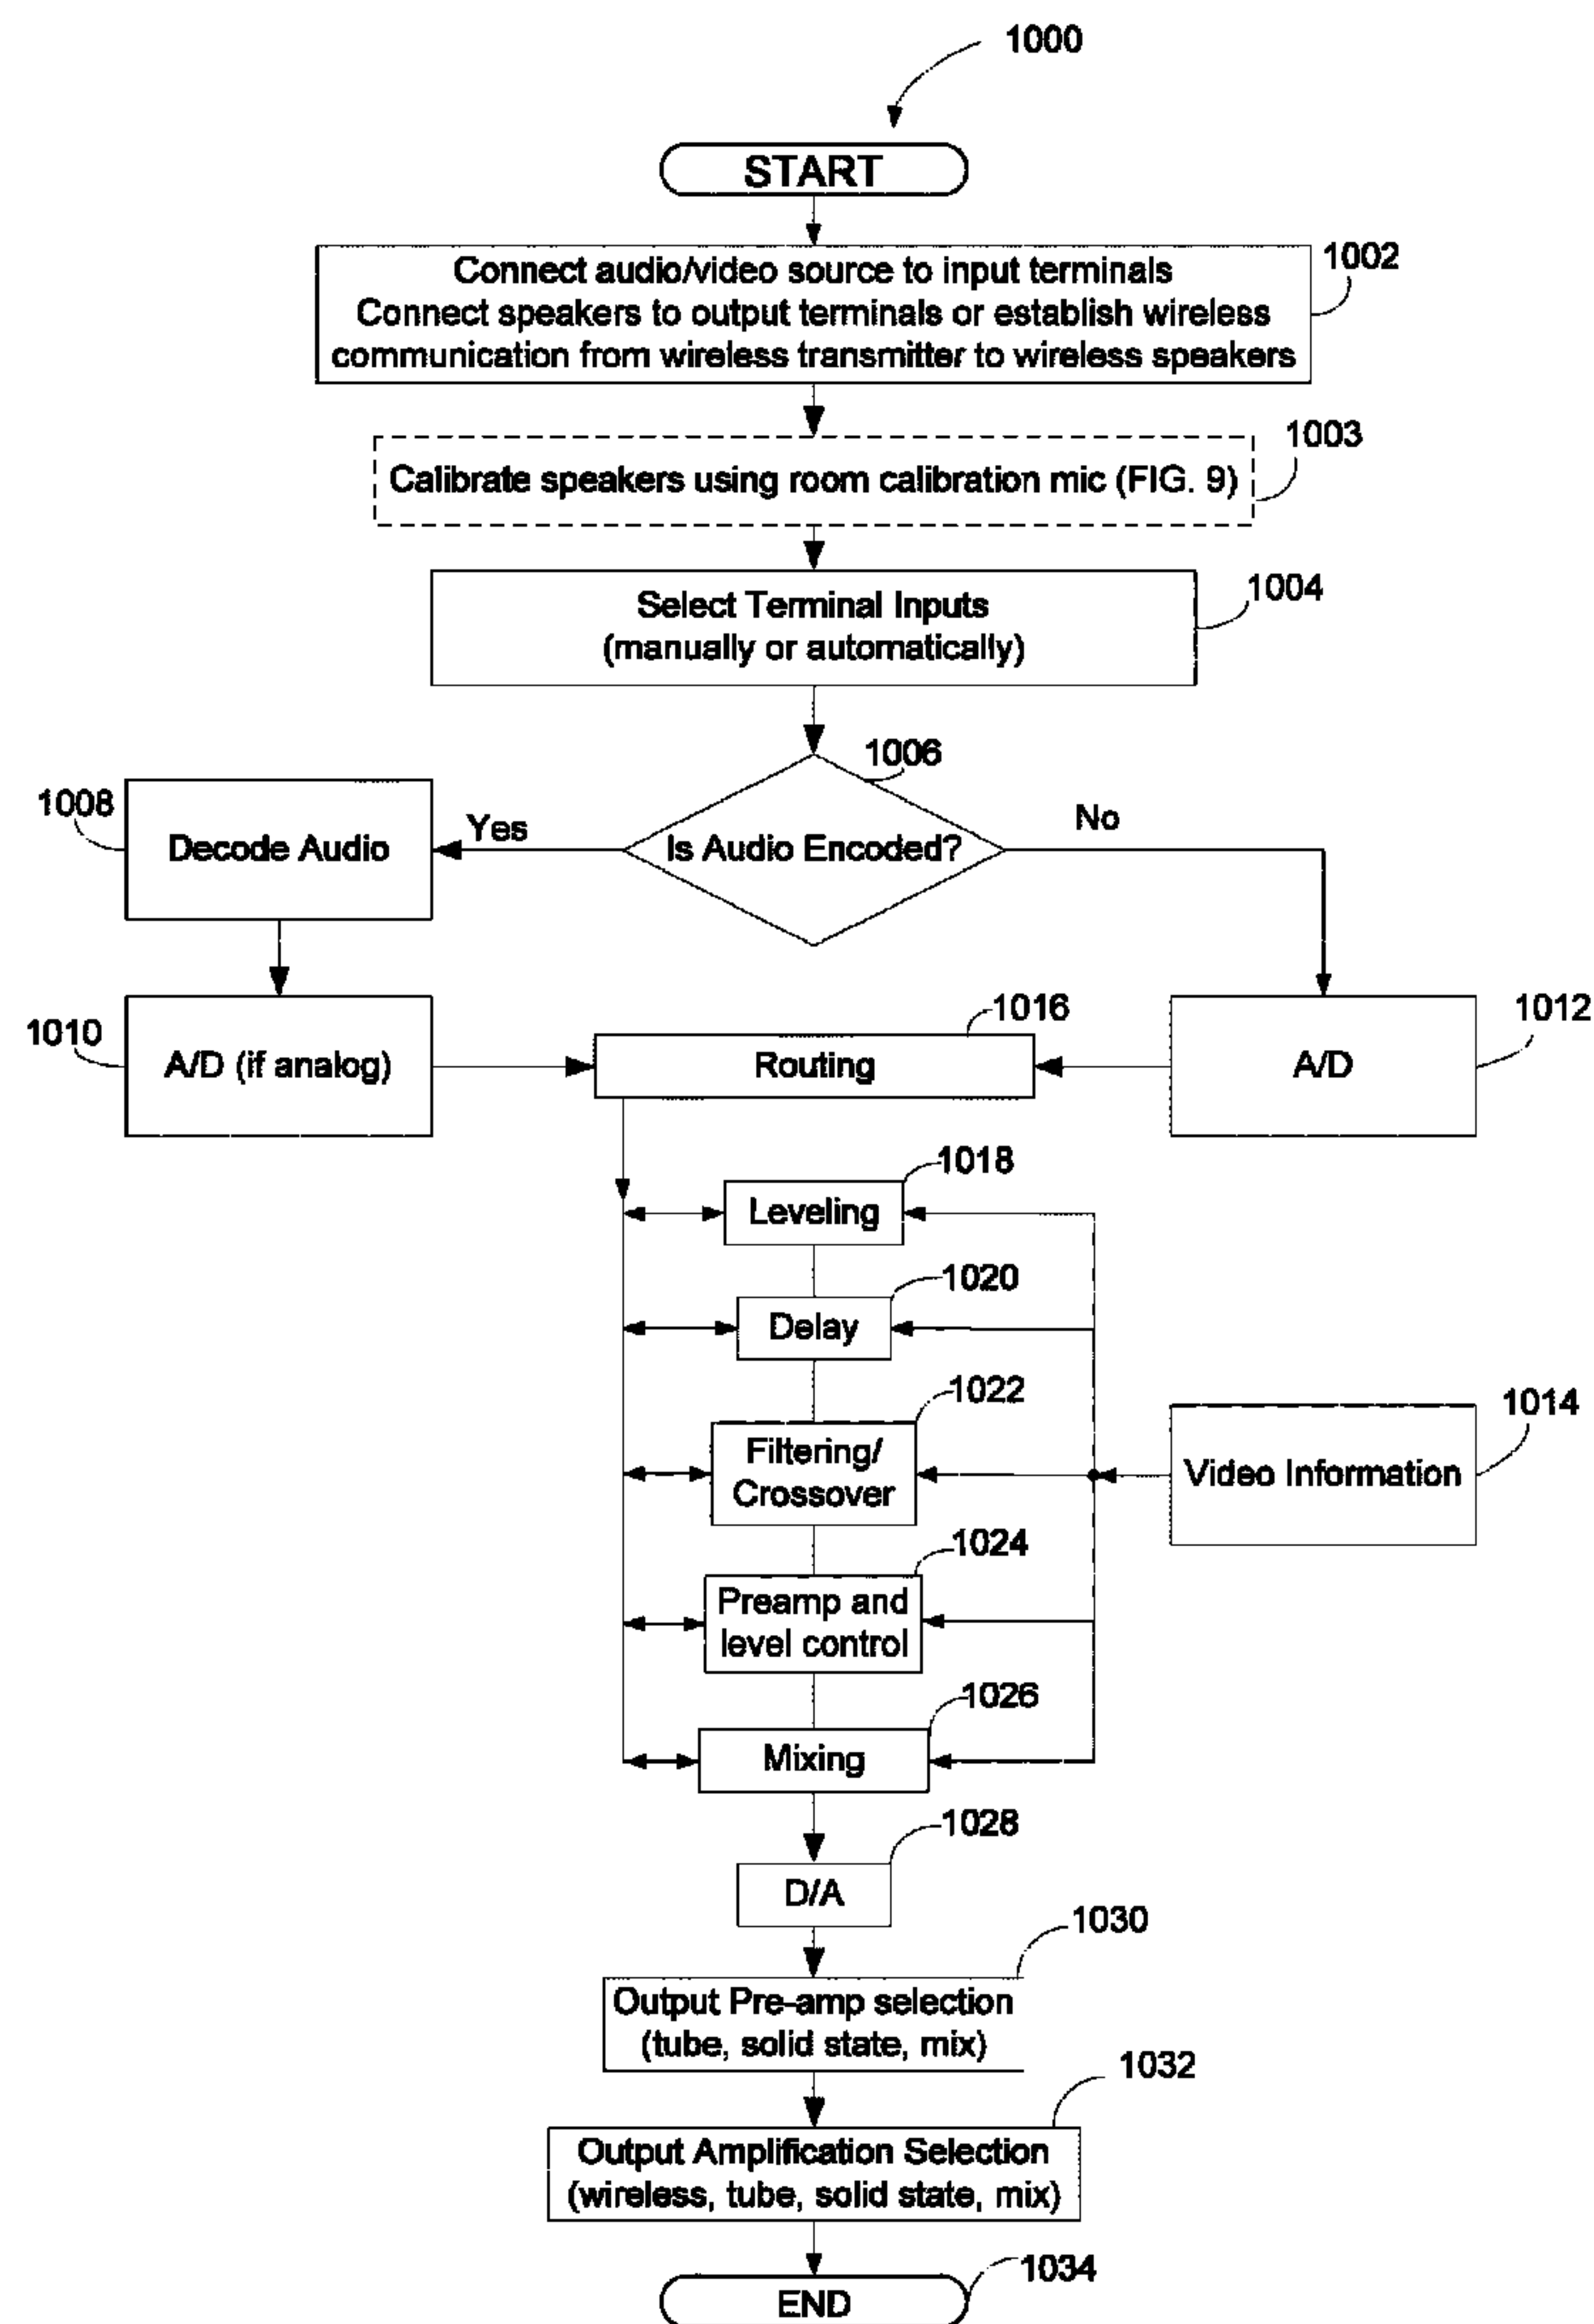 1000
START
Connect audio/video source to input terminals
Connect speakers to output terminals or establish wireless
communication from wireless transmitter to wireless speakers
1002
Calibrate speakers using room calibration mic (FIG. 9)
1003
Select Terminal Inputs
(manually or automatically)
1004
1006
Is Audio Encoded?
Yes
No
1008
Decode Audio
1010
A/D (if analog)
1016
Routing
1012
A/D
1018
Leveling
1020
Delay
1022
Filtering/
Crossover
1014
Video Information
1024
Preamp and
level control
1026
Mixing
1028
D/A
1030
Output Pre-amp selection
(tube, solid state, mix)
1032
Output Amplification Selection
(wireless, tube, solid state, mix)
1034
END